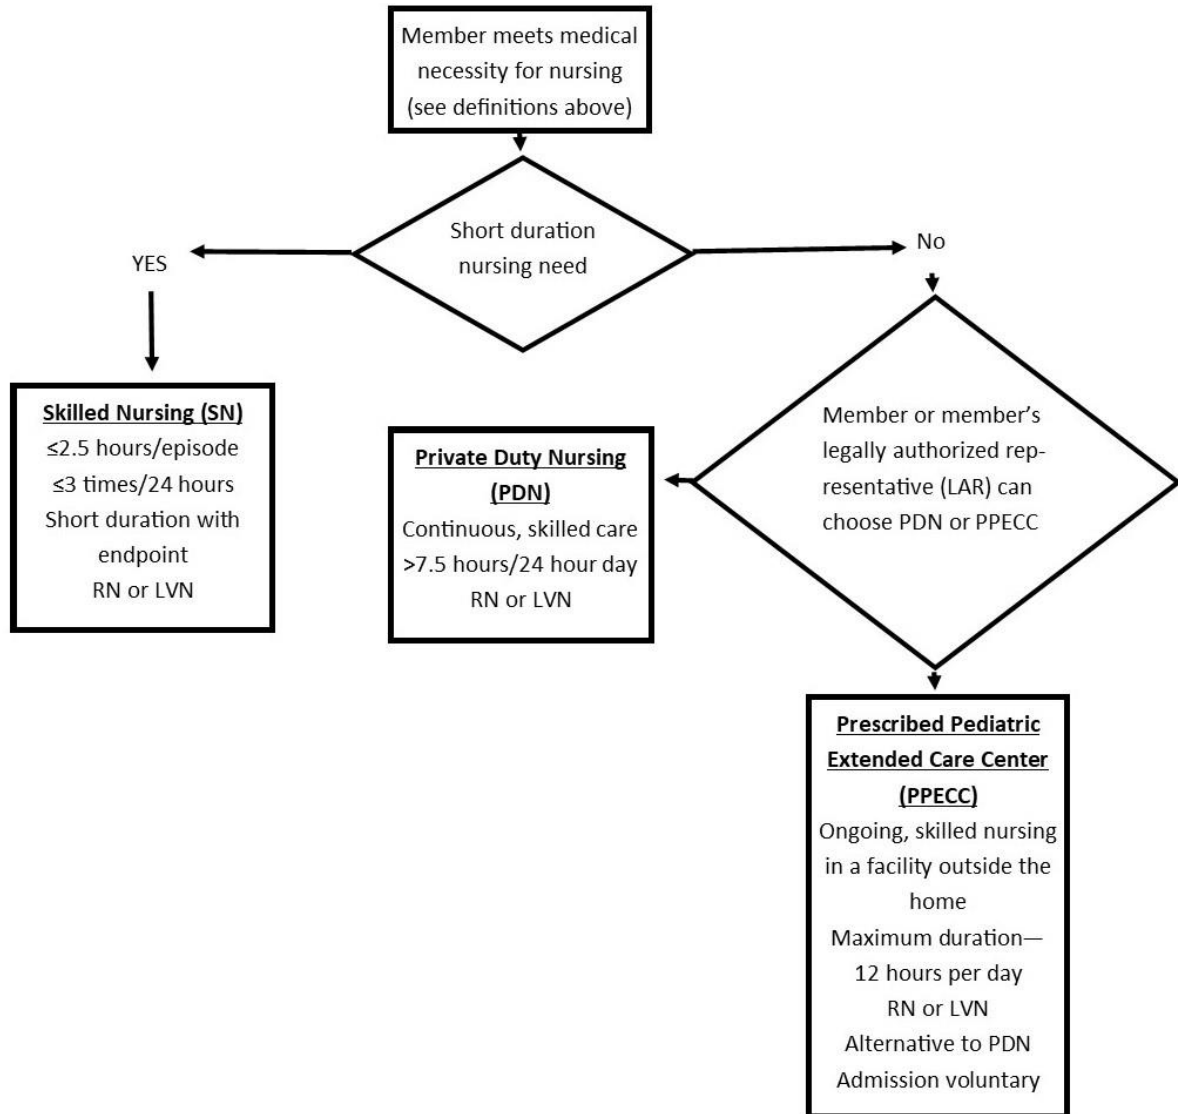 Member meets medical
necessity for nursing
(see definitions above)
Short duration
nursing need
YES
No
Skilled Nursing (SN)
≤2.5 hours/episode
≤3 times/24 hours
Short duration with
endpoint
RN or LVN
Private Duty Nursing
(PDN)
Continuous, skilled care
>7.5 hours/24 hour day
RN or LVN
Member or member’s
legally authorized rep-
resentative (LAR) can
choose PDN or PPECC
Prescribed Pediatric
Extended Care Center
(PPECC)
Ongoing, skilled nursing
in a facility outside the
home
Maximum duration—
12 hours per day
RN or LVN
Alternative to PDN
Admission voluntary